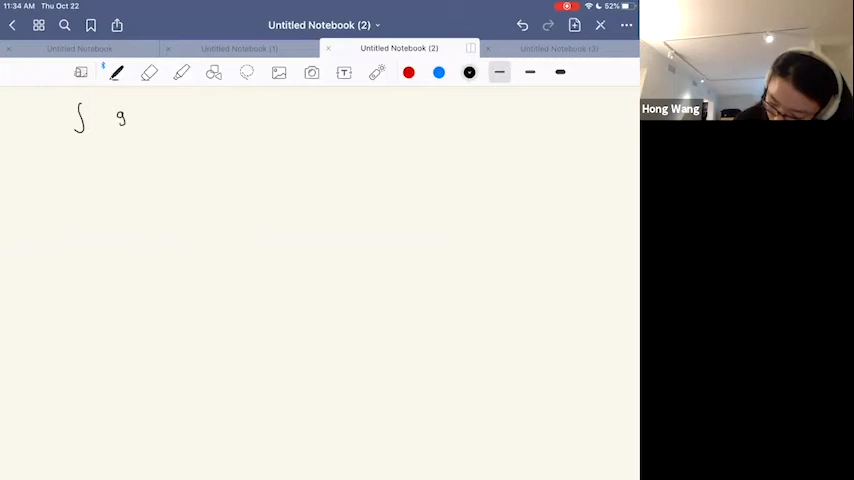 11:34 AM Thu Oct 22
52%
Untitled Notebook (2)
Untitled Notebook
Untitled Notebook (1)
Untitled Notebook (2)
Untitled Notebook (3)
T
∫ g
Hong Wang